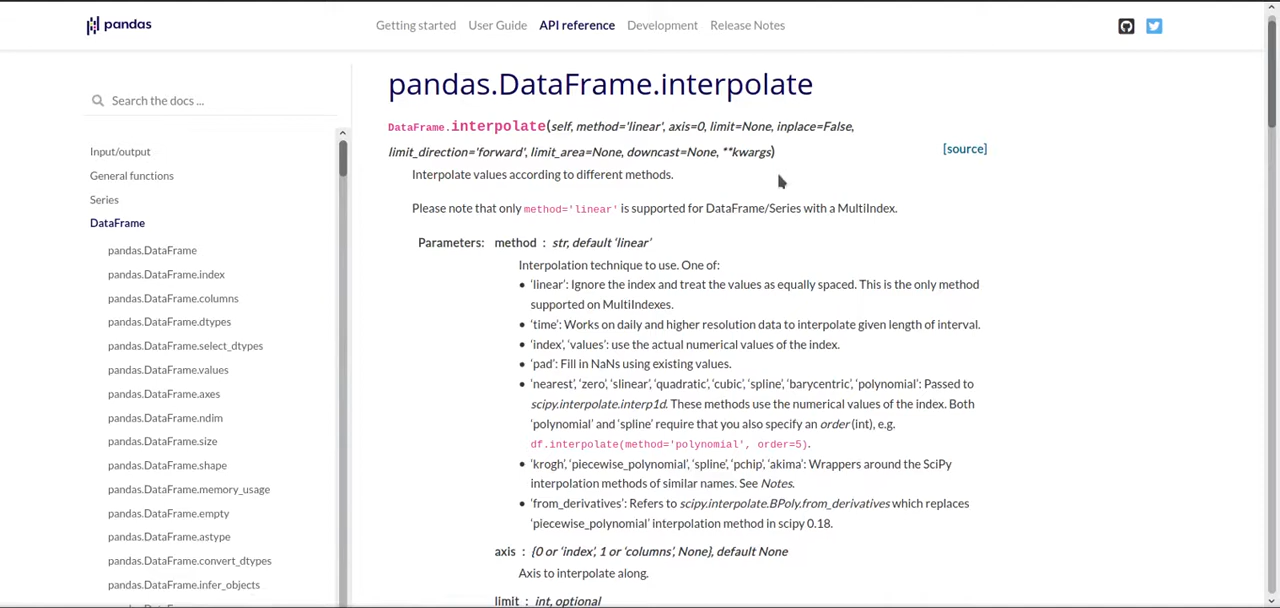 pandas
Getting started User Guide API reference Development Release Notes
Search the docs ...
Input/output
General functions
Series
DataFrame
pandas.DataFrame
pandas.DataFrame.index
pandas.DataFrame.columns
pandas.DataFrame.dtypes
pandas.DataFrame.select_dtypes
pandas.DataFrame.values
pandas.DataFrame.axes
pandas.DataFrame.ndim
pandas.DataFrame.size
pandas.DataFrame.shape
pandas.DataFrame.memory_usage
pandas.DataFrame.empty
pandas.DataFrame.astype
pandas.DataFrame.convert_dtypes
pandas.DataFrame.infer_objects
pandas.DataFrame.interpolate
DataFrame.interpolate(self, method='linear', axis=0, limit=None, inplace=False,
limit_direction='forward', limit_area=None, downcast=None, **kwargs)
[source]
Interpolate values according to different methods.
Please note that only method='linear' is supported for DataFrame/Series with a MultiIndex.
Parameters: method : str, default ‘linear’
Interpolation technique to use. One of:
• ‘linear’: Ignore the index and treat the values as equally spaced. This is the only method
supported on MultiIndexes.
• ‘time’: Works on daily and higher resolution data to interpolate given length of interval.
• ‘index’, ‘values’: use the actual numerical values of the index.
• ‘pad’: Fill in NaNs using existing values.
• ‘nearest’, ‘zero’, ‘slinear’, ‘quadratic’, ‘cubic’, ‘spline’, ‘barycentric’, ‘polynomial’: Passed to
scipy.interpolate.interp1d. These methods use the numerical values of the index. Both
‘polynomial’ and ‘spline’ require that you also specify an order (int), e.g.
df.interpolate(method='polynomial', order=5).
• ‘krogh’, ‘piecewise_polynomial’, ‘spline’, ‘pchip’, ‘akima’: Wrappers around the SciPy
interpolation methods of similar names. See Notes.
• ‘from_derivatives’: Refers to scipy.interpolate.BPoly.from_derivatives which replaces
‘piecewise_polynomial’ interpolation method in scipy 0.18.
axis : {0 or ‘index’, 1 or ‘columns’, None}, default None
Axis to interpolate along.
limit : int, optional